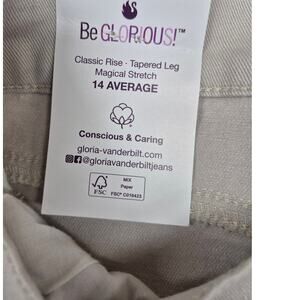 Be GLORIOUS!™
Classic Rise · Tapered Leg
Magical Stretch
14 AVERAGE
Conscious & Caring
gloria-vanderbilt.com
@gloriavanderbiltjeans
FSC
MIX
Paper
FSC® C016423